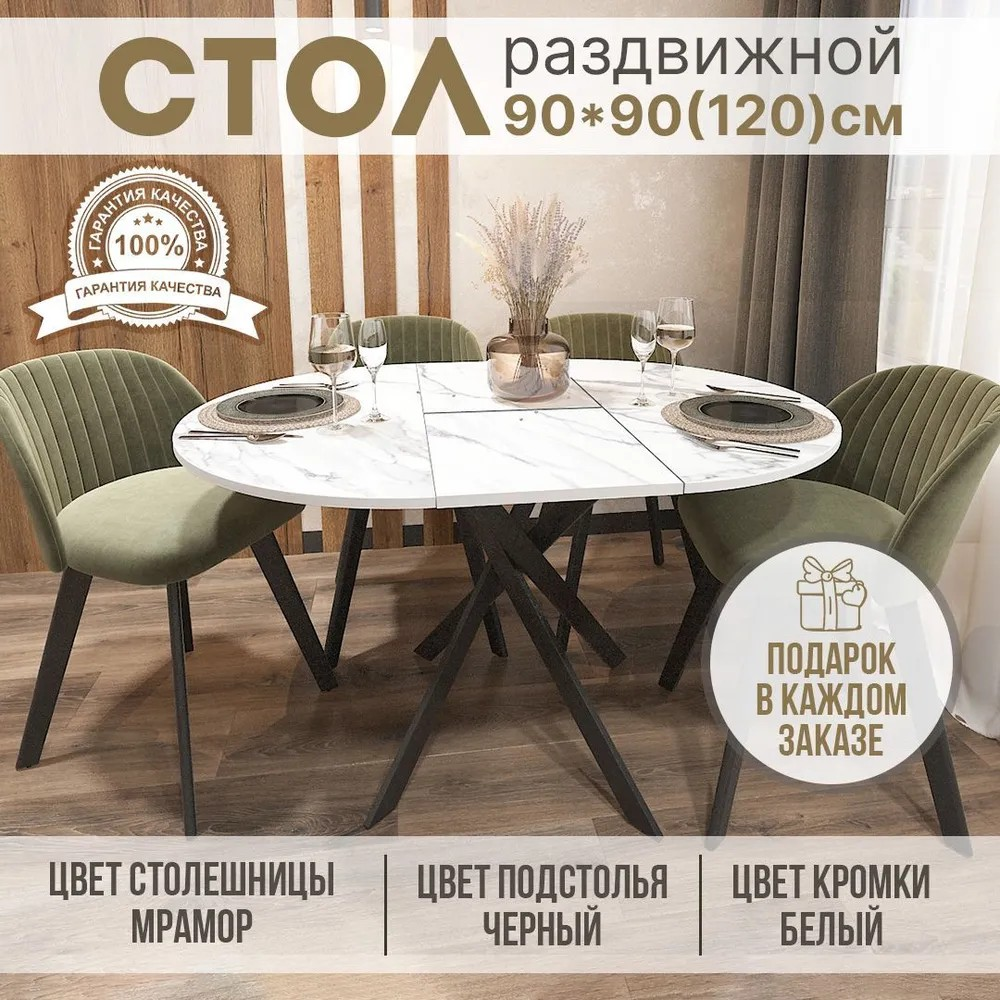 СТОЛ
раздвижной
90*90(120)см
ГАРАНТИЯ КАЧЕСТВА
100%
ГАРАНТИЯ КАЧЕСТВА
ПОДАРОК
В КАЖДОМ
ЗАКАЗЕ
ЦВЕТ СТОЛЕШНИЦЫ
МРАМОР
ЦВЕТ ПОДСТОЛЬЯ
ЧЕРНЫЙ
ЦВЕТ КРОМКИ
БЕЛЫЙ